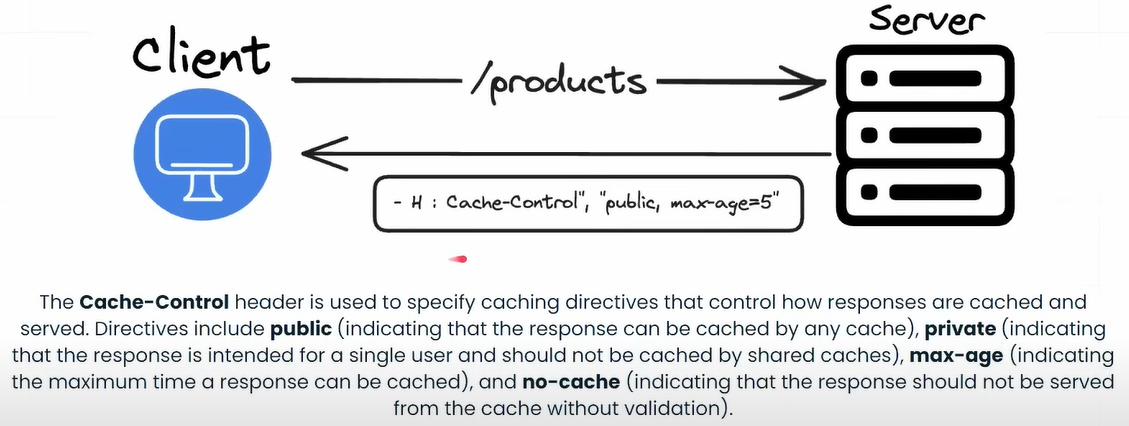 Client
Server
/products
- H : Cache-Control", "public, max-age=5"
The Cache-Control header is used to specify caching directives that control how responses are cached and
served. Directives include public (indicating that the response can be cached by any cache), private (indicating
that the response is intended for a single user and should not be cached by shared caches), max-age (indicating
the maximum time a response can be cached), and no-cache (indicating that the response should not be served
from the cache without validation).